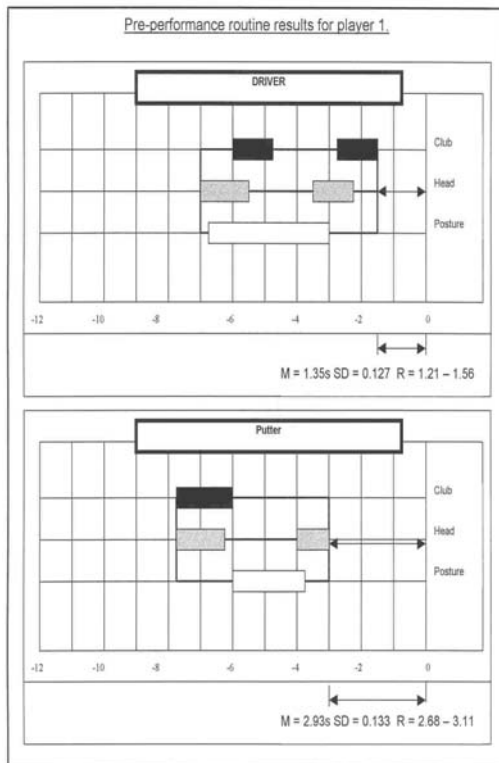 Pre-performance routine results for player 1.
DRIVER
Club
Head
Posture
-12 -10 -8 -6 -4 -2 0
M = 1.35s SD = 0.127 R = 1.21 – 1.56
Putter
Club
Head
Posture
-12 -10 -8 -6 -4 -2 0
M = 2.93s SD = 0.133 R = 2.68 – 3.11